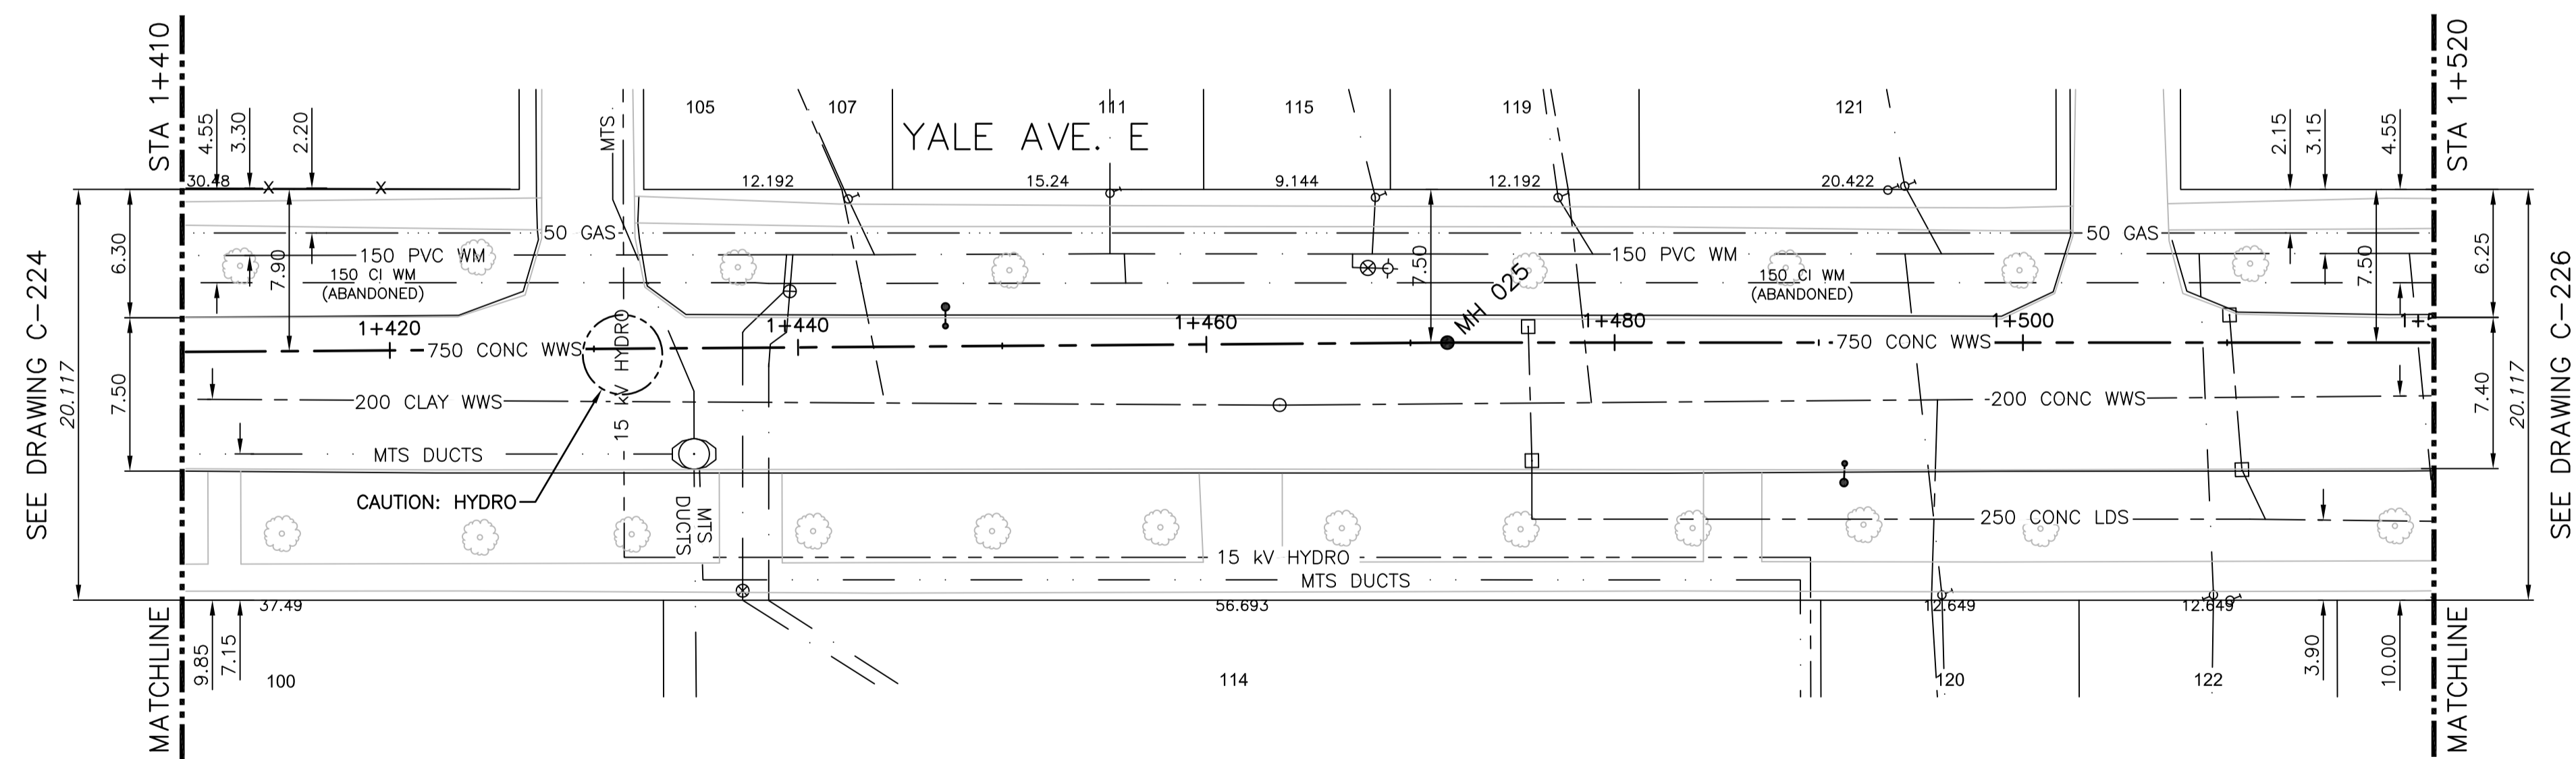 STA 1+410
STA 1+520
4.55
3.30
2.20
MTS
105
107
111
115
119
121
2.15
3.15
4.55
YALE AVE. E
30.48
12.192
15.24
9.144
12.192
20.422
SEE DRAWING C-224
20.117
6.30
7.50
7.90
50 GAS
150 PVC WM
150 CI WM
(ABANDONED)
7.50
MH 025
150 PVC WM
150 CI WM
(ABANDONED)
50 GAS
7.50
6.25
7.40
20.117
SEE DRAWING C-226
1+420
1+440
1+460
1+480
1+500
750 CONC WWS
15 kV HYDRO
750 CONC WWS
200 CLAY WWS
200 CONC WWS
MTS DUCTS
CAUTION: HYDRO
MTS
DUCTS
250 CONC LDS
15 kV HYDRO
MTS DUCTS
37.49
56.693
12.649
12.649
MATCHLINE
9.85
7.15
100
114
120
122
3.90
10.00
MATCHLINE